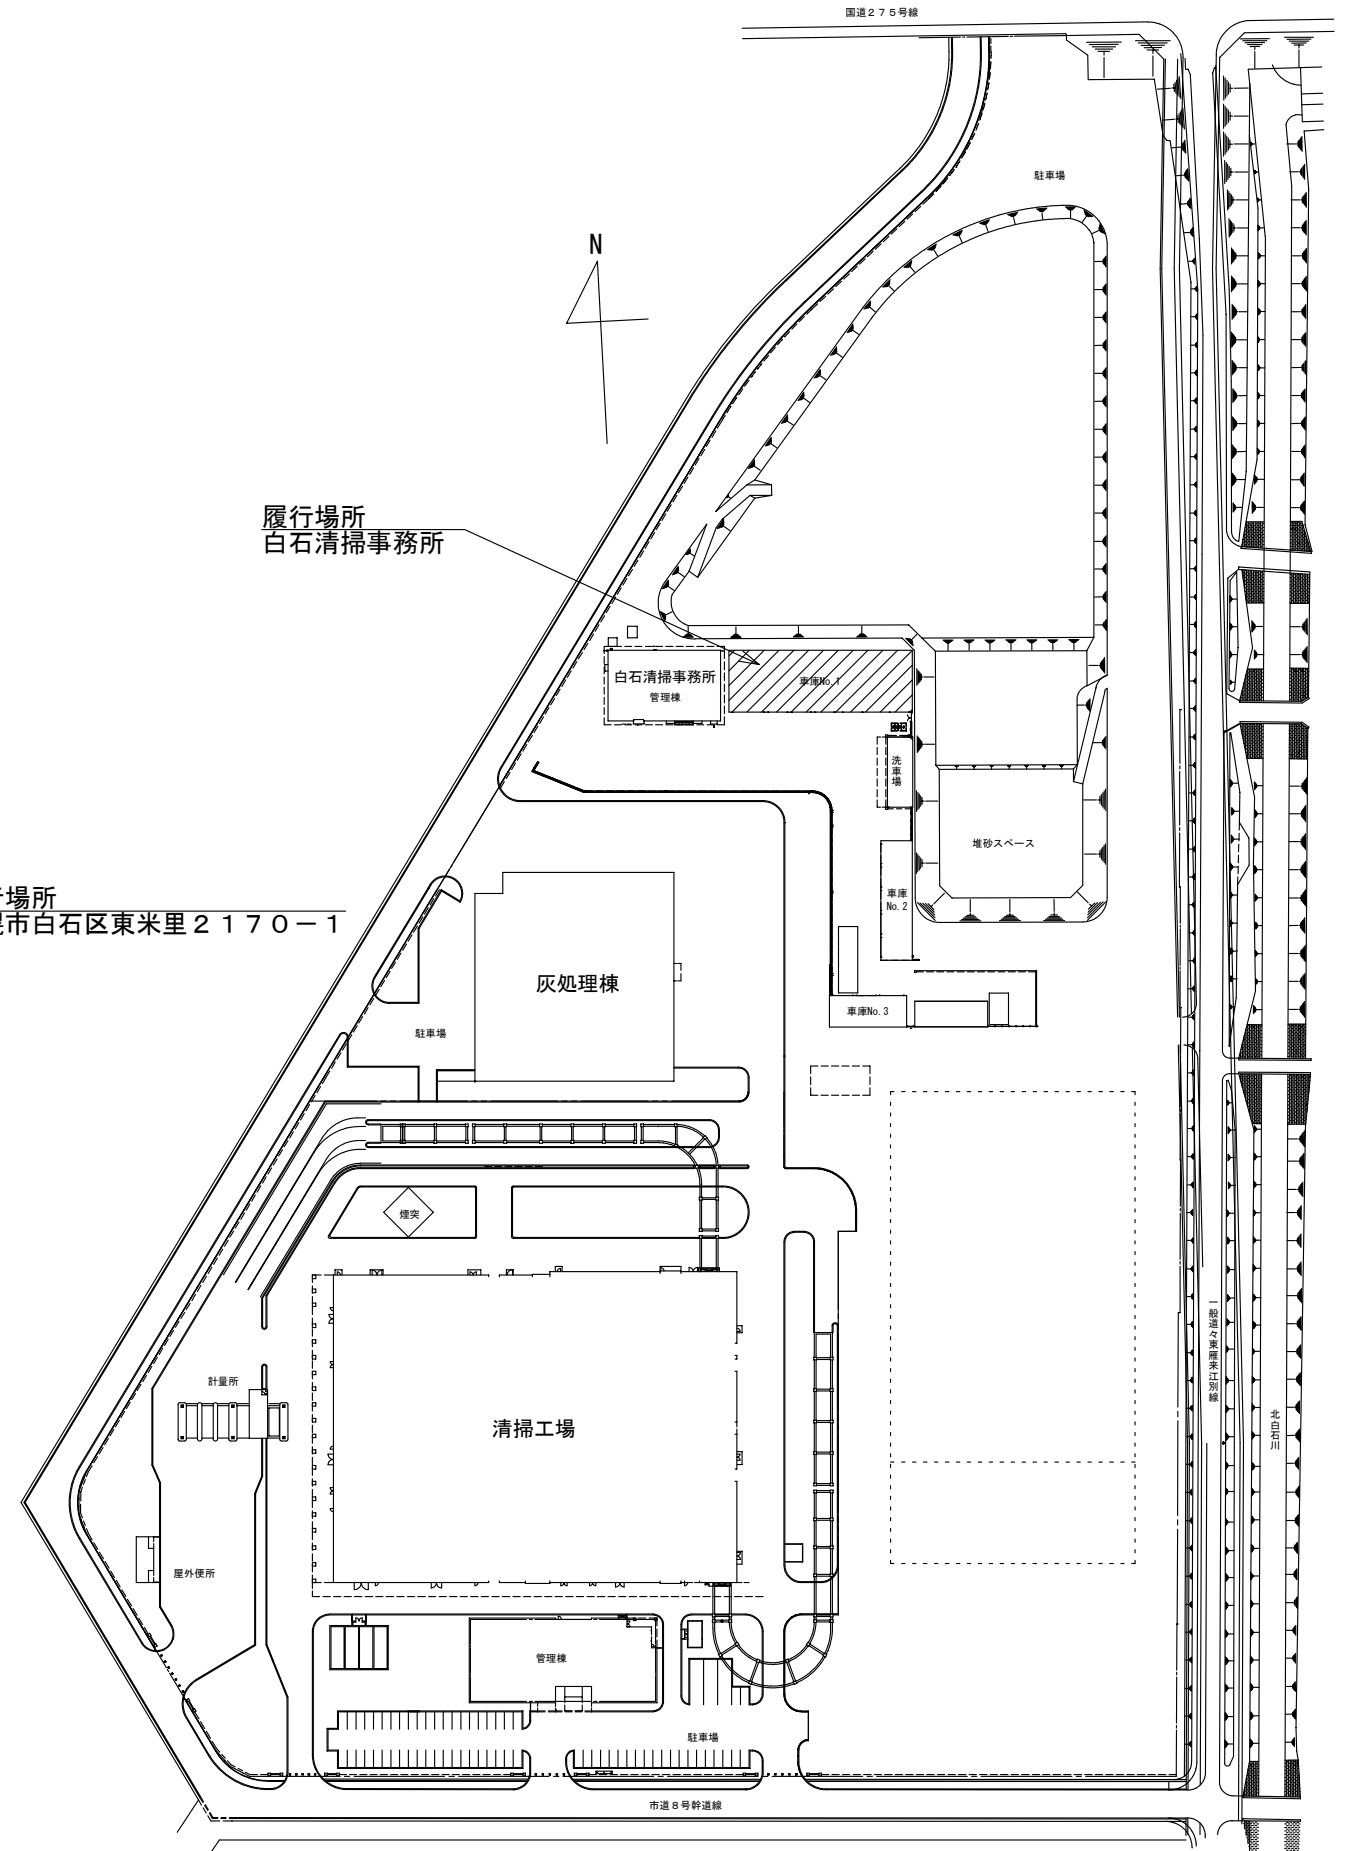 国道２７５号線
駐車場
N
履行場所
白石清掃事務所
白石清掃事務所
管理棟
車庫No.1
洗車場
堆砂スペース
車庫
No.2
場所
市白石区東米里２１７０－１
灰処理棟
車庫No.3
駐車場
煙突
一般道々東雁来江別線
計量所
北白石川
清掃工場
屋外便所
管理棟
駐車場
市道８号幹道線